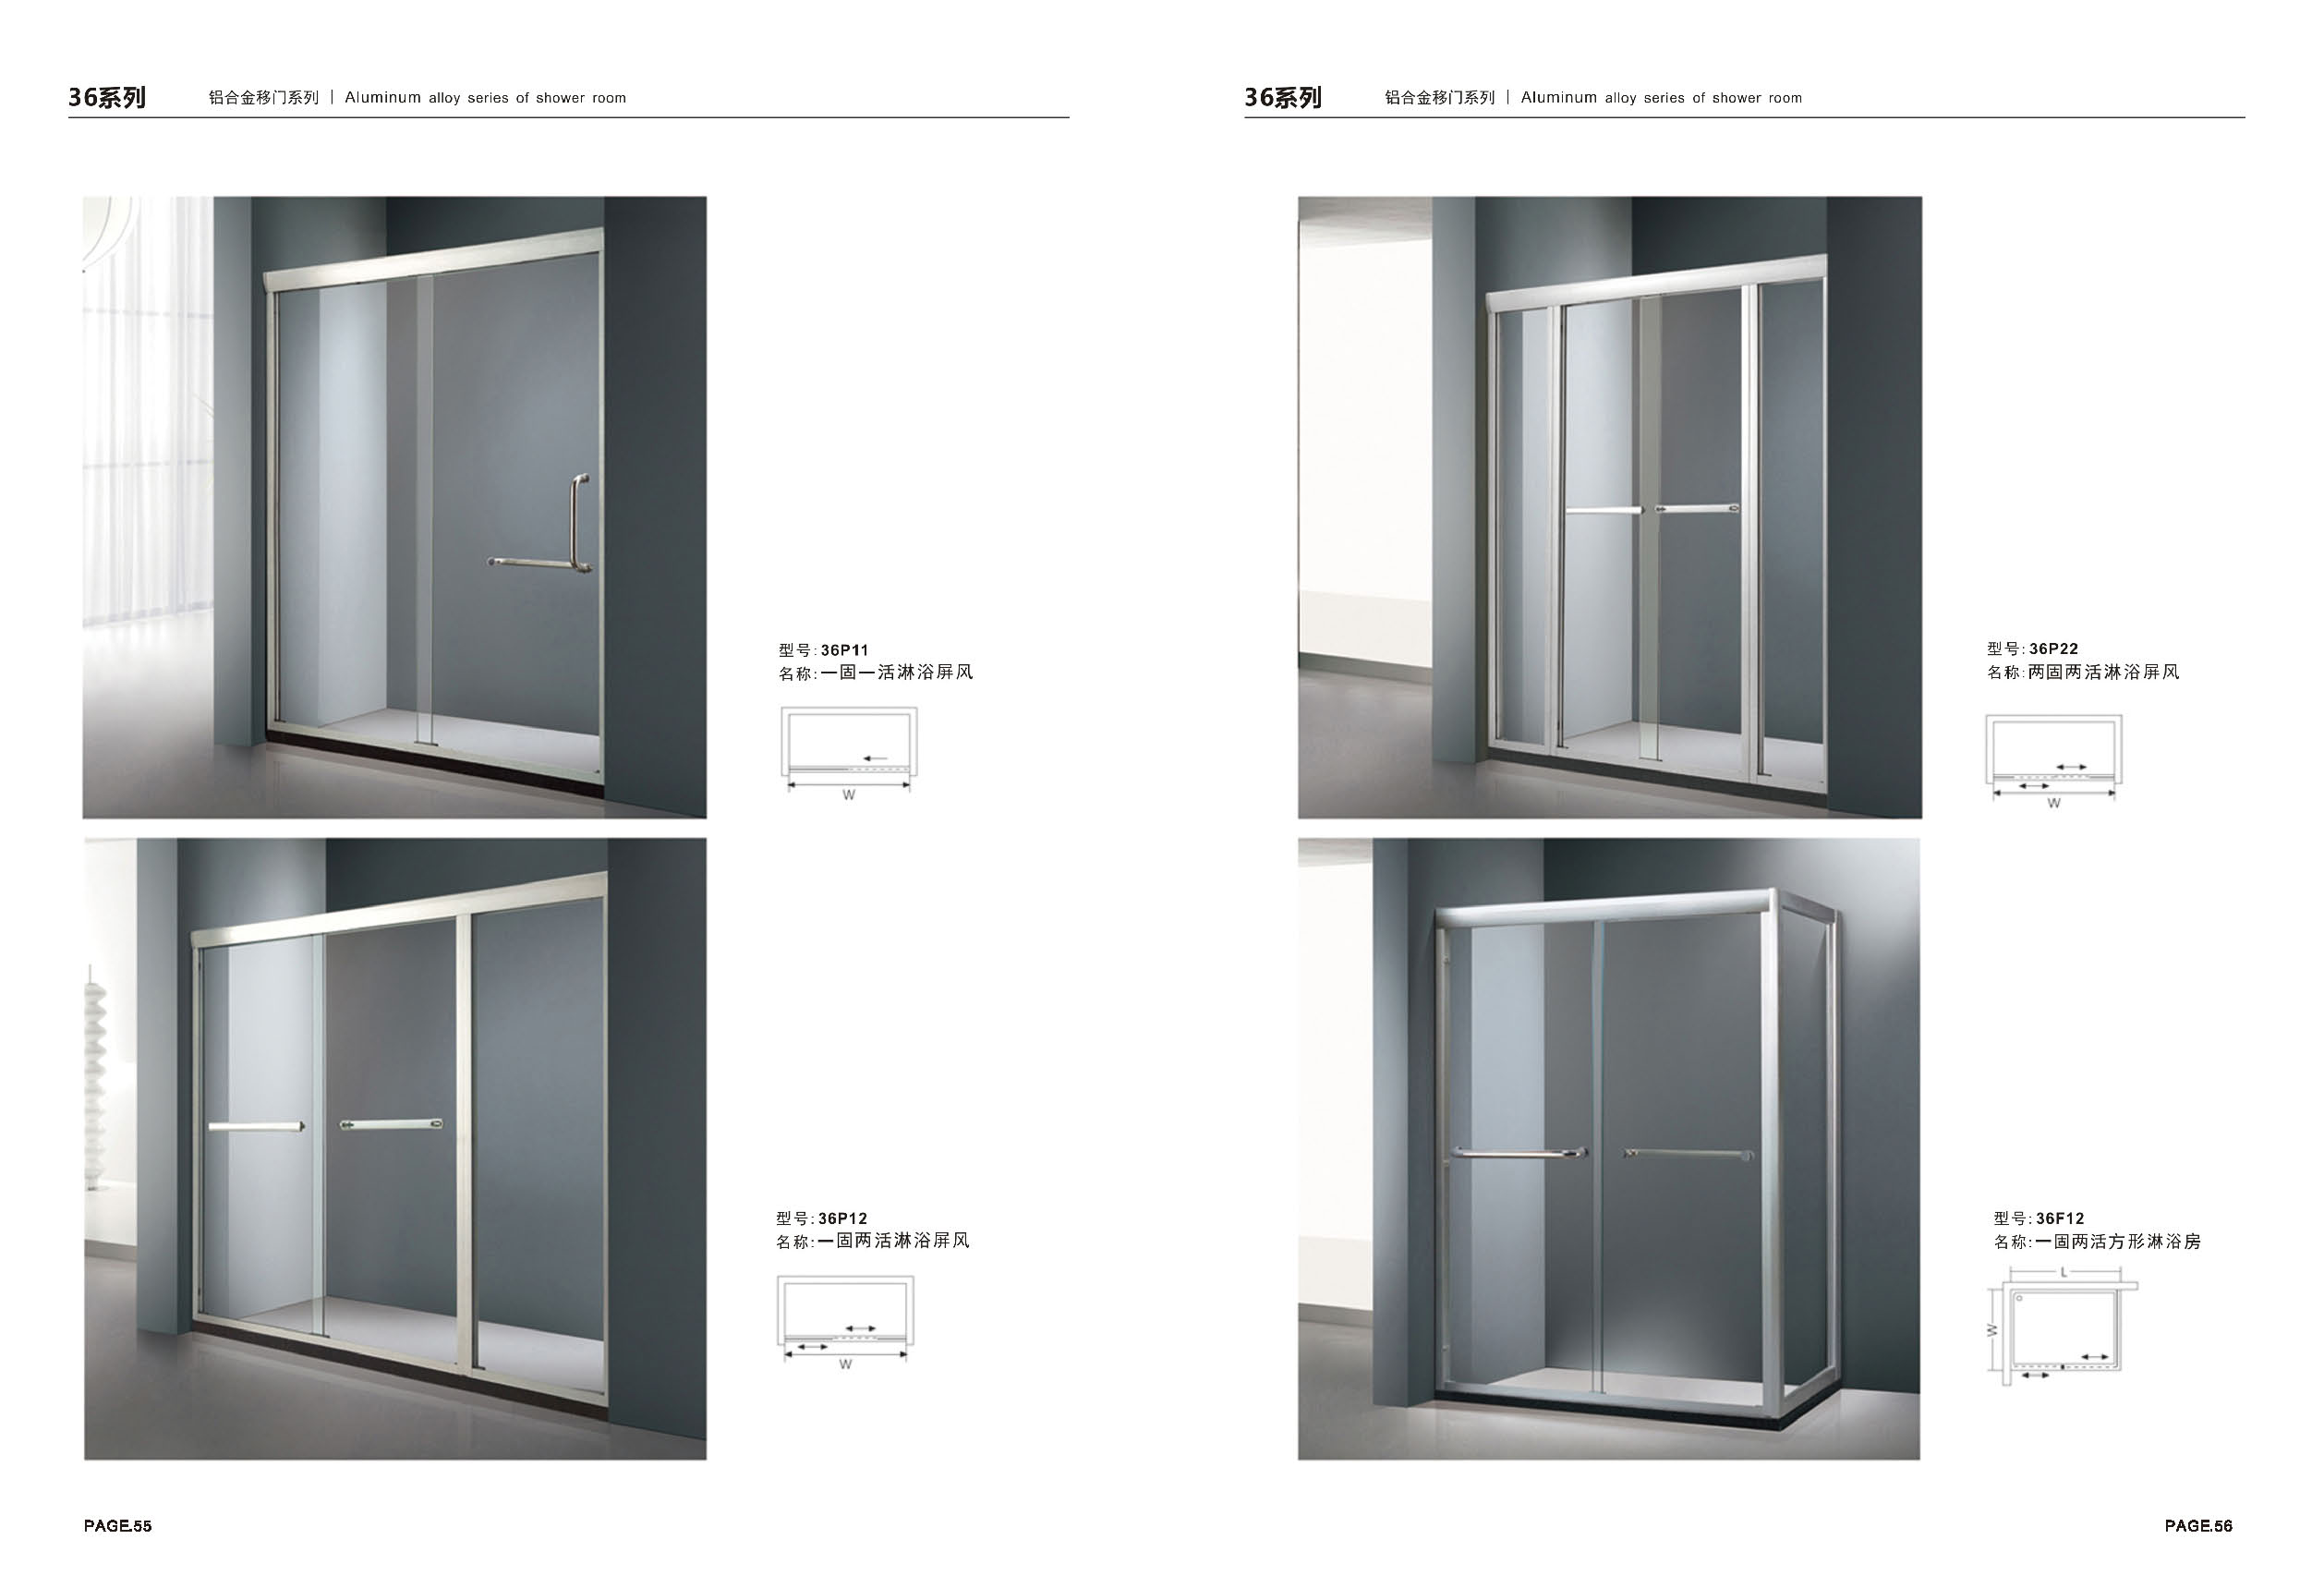 36系列 铝合金移门系列 | Aluminum alloy series of shower room
型号:36P11
名称:一固一活淋浴屏风
W
型号:36P12
名称:一固两活淋浴屏风
W
PAGE.55
36系列 铝合金移门系列 | Aluminum alloy series of shower room
型号:36P22
名称:两固两活淋浴屏风
W
型号:36F12
名称:一固两活方形淋浴房
L
W
PAGE.56